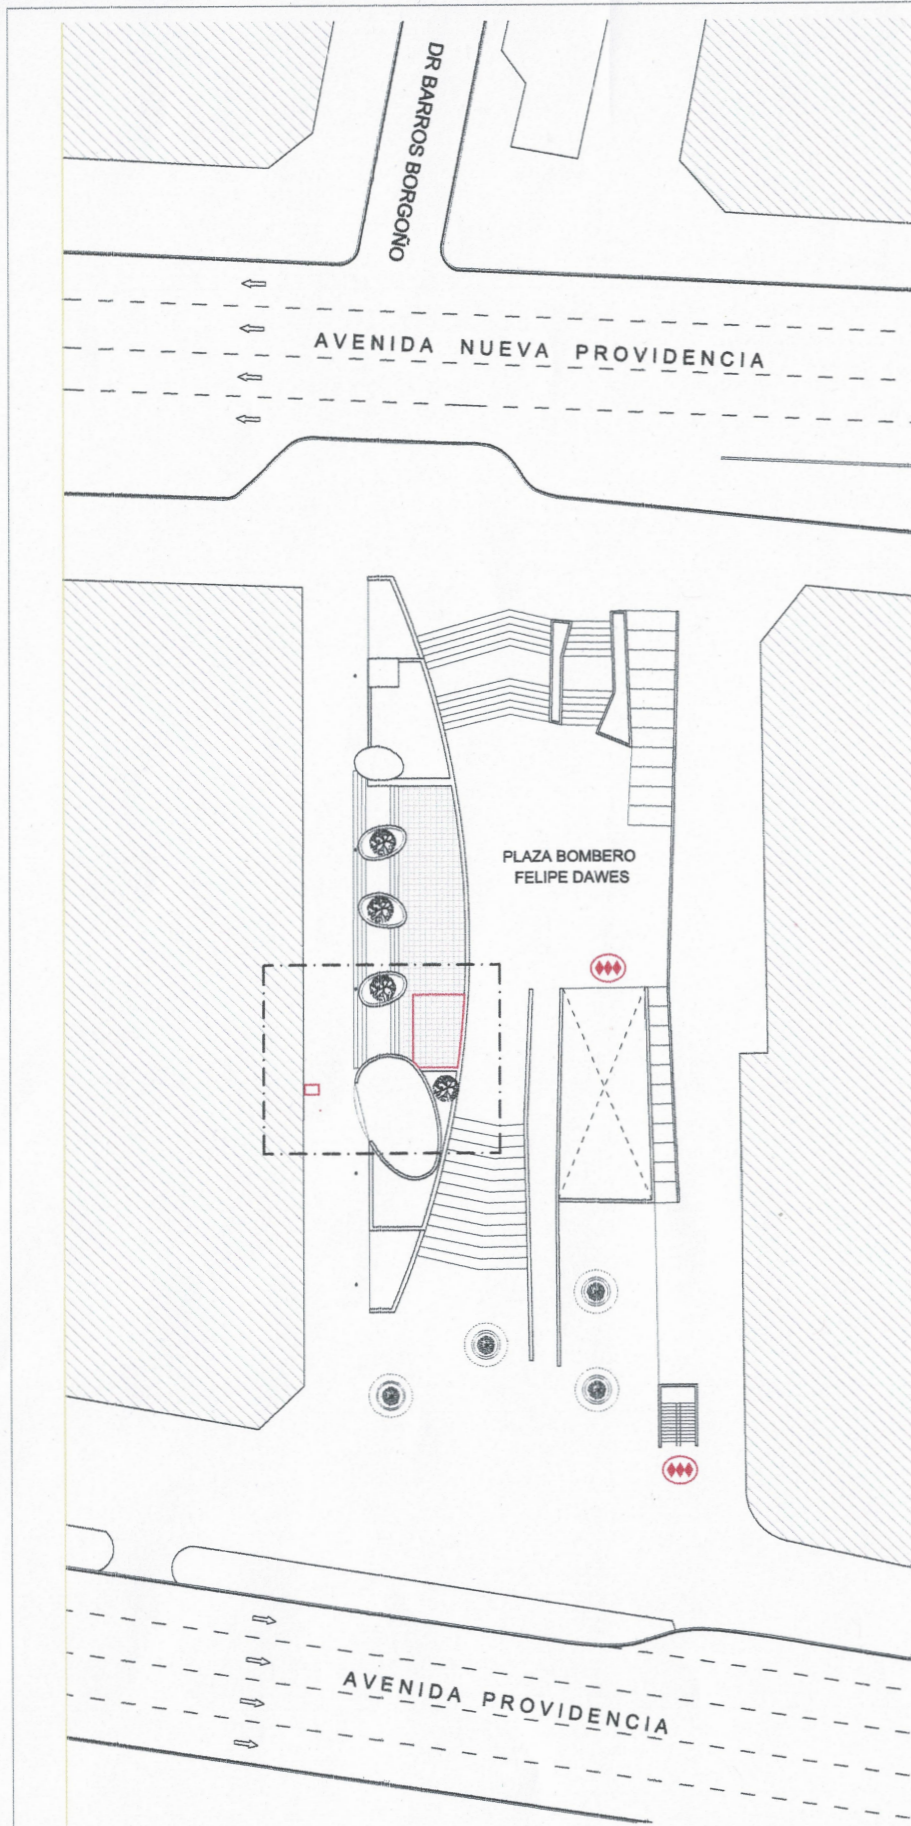 DR BARROS BORGOÑO
AVENIDA NUEVA PROVIDENCIA
PLAZA BOMBERO
FELIPE DAWES
AVENIDA PROVIDENCIA